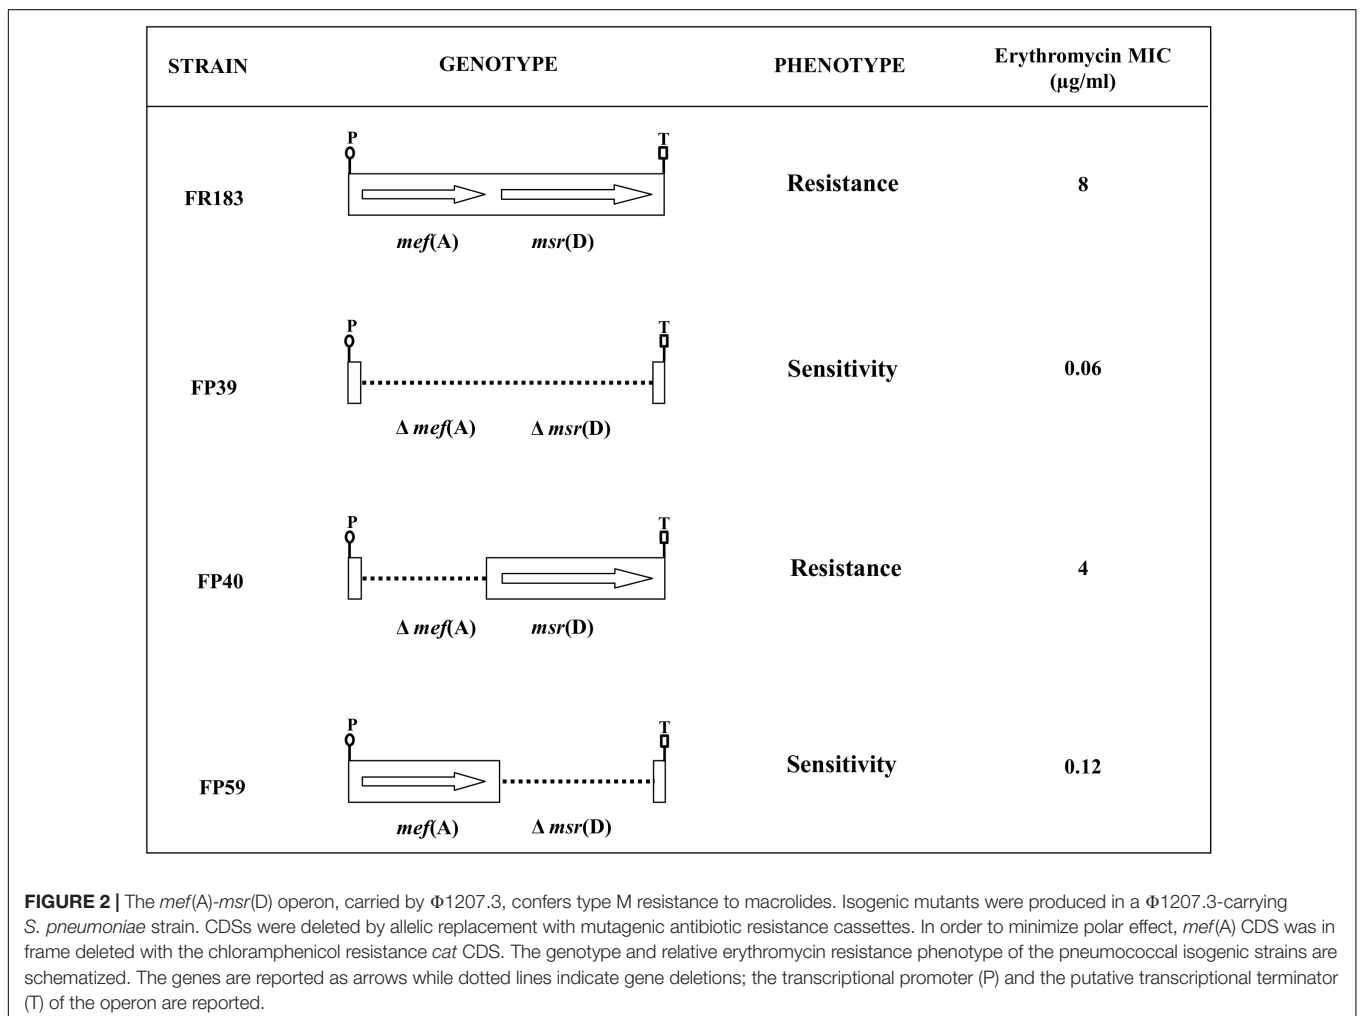 STRAIN GENOTYPE PHENOTYPE Erythromycin MIC
(µg/ml)
P T
FR183 Resistance 8
mef(A) msr(D)
P T
FP39 Sensitivity 0.06
Δ mef(A) Δ msr(D)
P T
FP40 Resistance 4
Δ mef(A) msr(D)
P T
FP59 Sensitivity 0.12
mef(A) Δ msr(D)
FIGURE 2 | The mef(A)-msr(D) operon, carried by Φ1207.3, confers type M resistance to macrolides. Isogenic mutants were produced in a Φ1207.3-carrying
S. pneumoniae strain. CDSs were deleted by allelic replacement with mutagenic antibiotic resistance cassettes. In order to minimize polar effect, mef(A) CDS was in
frame deleted with the chloramphenicol resistance cat CDS. The genotype and relative erythromycin resistance phenotype of the pneumococcal isogenic strains are
schematized. The genes are reported as arrows while dotted lines indicate gene deletions; the transcriptional promoter (P) and the putative transcriptional terminator
(T) of the operon are reported.